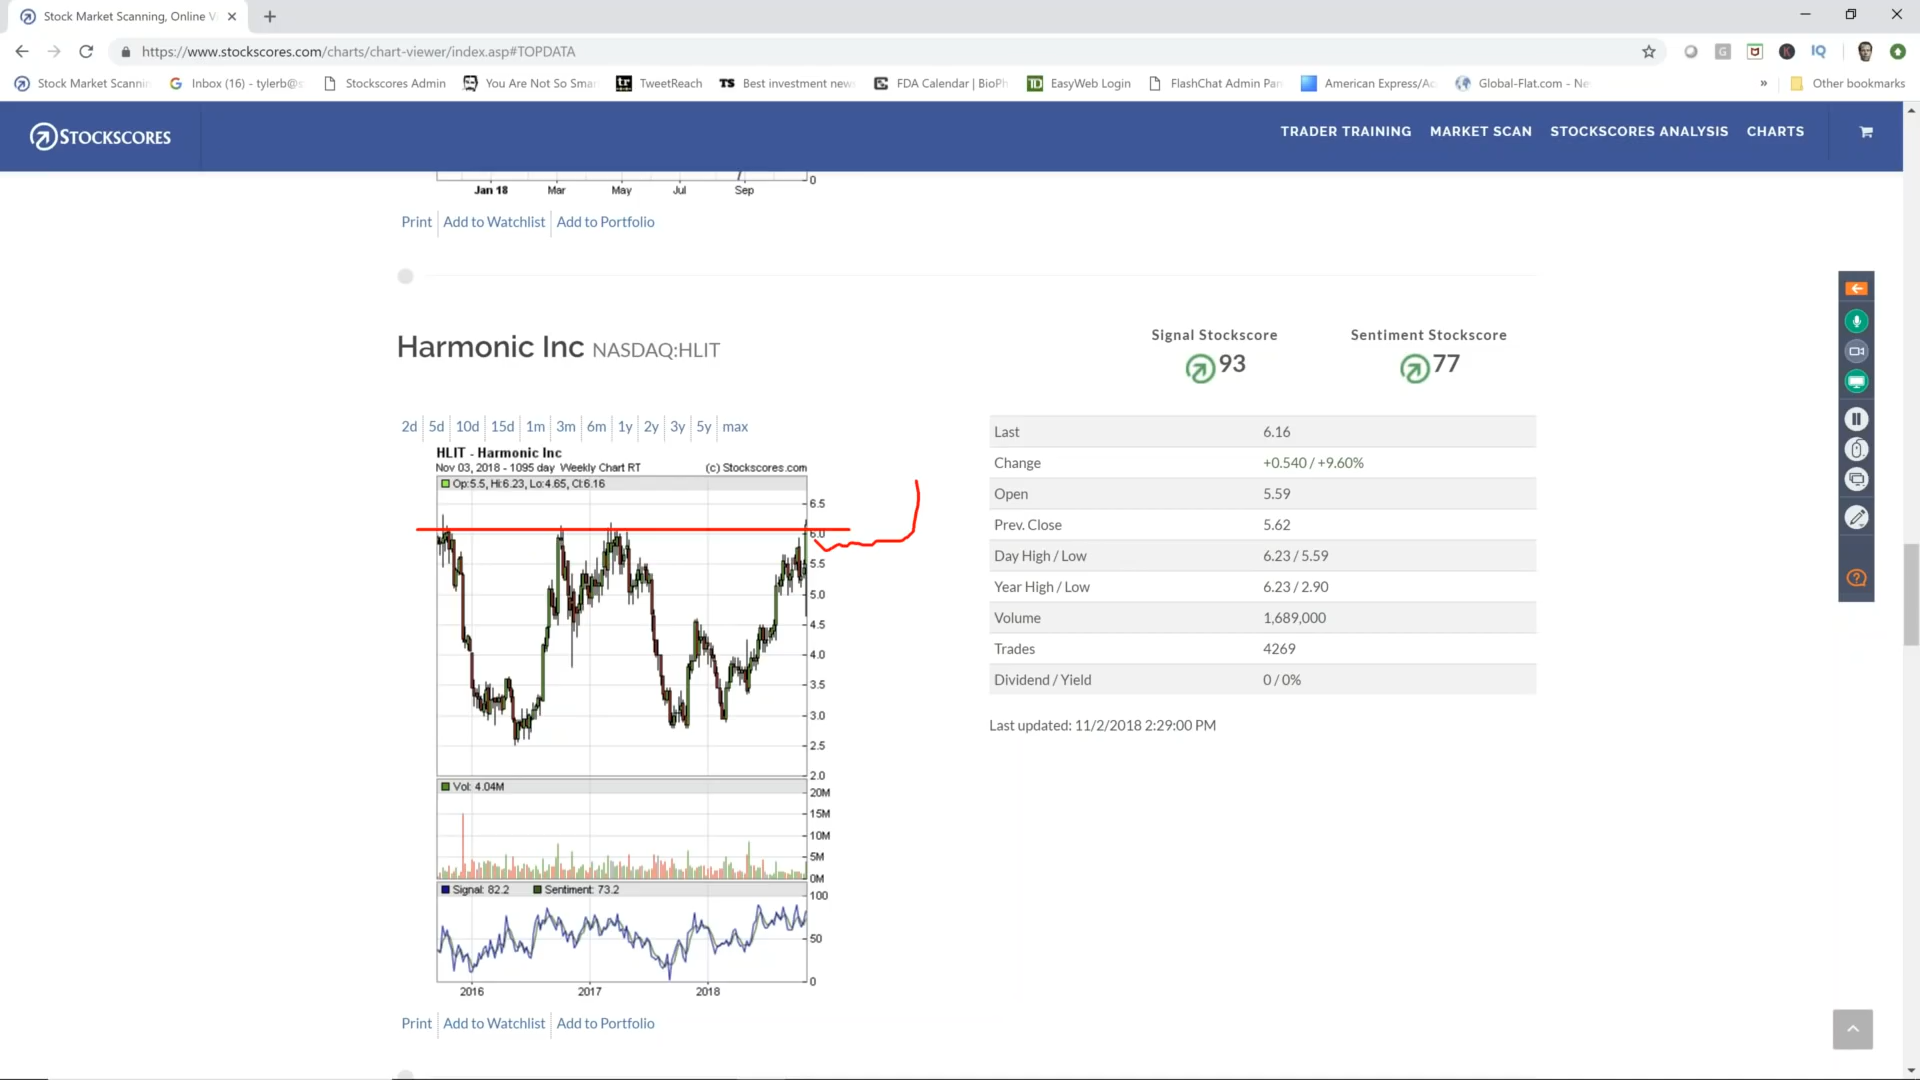 Stock Market Scanning, Online V
https://www.stockscores.com/charts/chart-viewer/index.asp#TOPDATA
G
K
IQ
Stock Market Scannin
Inbox (16) - tylerb@s
Stockscores Admin
You Are Not So Smar
tr TweetReach
TS Best investment news
FDA Calendar | BioPh
TD EasyWeb Login
FlashChat Admin Pan
American Express/Ac
Global-Flat.com - Ne
»
Other bookmarks
STOCKSCORES
TRADER TRAINING
MARKET SCAN
STOCKSCORES ANALYSIS
CHARTS
0
Jan 18 Mar May Jul Sep
Print Add to Watchlist Add to Portfolio
Harmonic Inc NASDAQ:HLIT
Signal Stockscore
93
Sentiment Stockscore
77
2d 5d 10d 15d 1m 3m 6m 1y 2y 3y 5y max
HLIT - Harmonic Inc
Nov 03, 2018 - 1095 day Weekly Chart RT (c) Stockscores.com
Op:5.5, Hi:6.23, Lo:4.65, Cl:6.16
6.5
6.0
5.5
5.0
4.5
4.0
3.5
3.0
2.5
2.0
Vol: 4.04M
20M
15M
10M
5M
0M
Signal: 82.2 Sentiment: 73.2
100
50
0
2016 2017 2018
Print Add to Watchlist Add to Portfolio
Last 6.16
Change +0.540 / +9.60%
Open 5.59
Prev. Close 5.62
Day High / Low 6.23 / 5.59
Year High / Low 6.23 / 2.90
Volume 1,689,000
Trades 4269
Dividend / Yield 0 / 0%
Last updated: 11/2/2018 2:29:00 PM